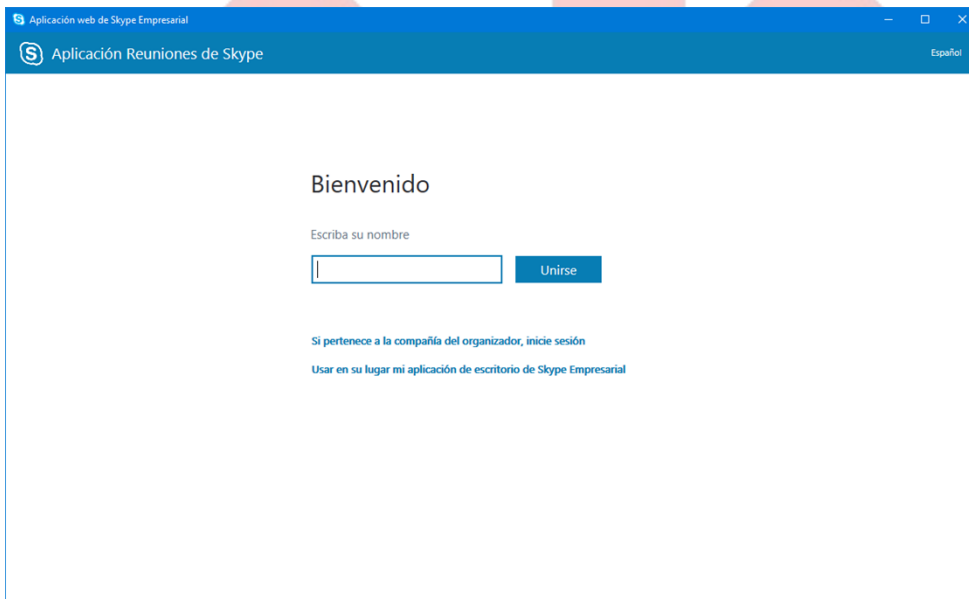 Aplicación web de Skype Empresarial
Aplicación Reuniones de Skype
Español
Bienvenido
Escriba su nombre
Unirse
Si pertenece a la compañía del organizador, inicie sesión
Usar en su lugar mi aplicación de escritorio de Skype Empresarial